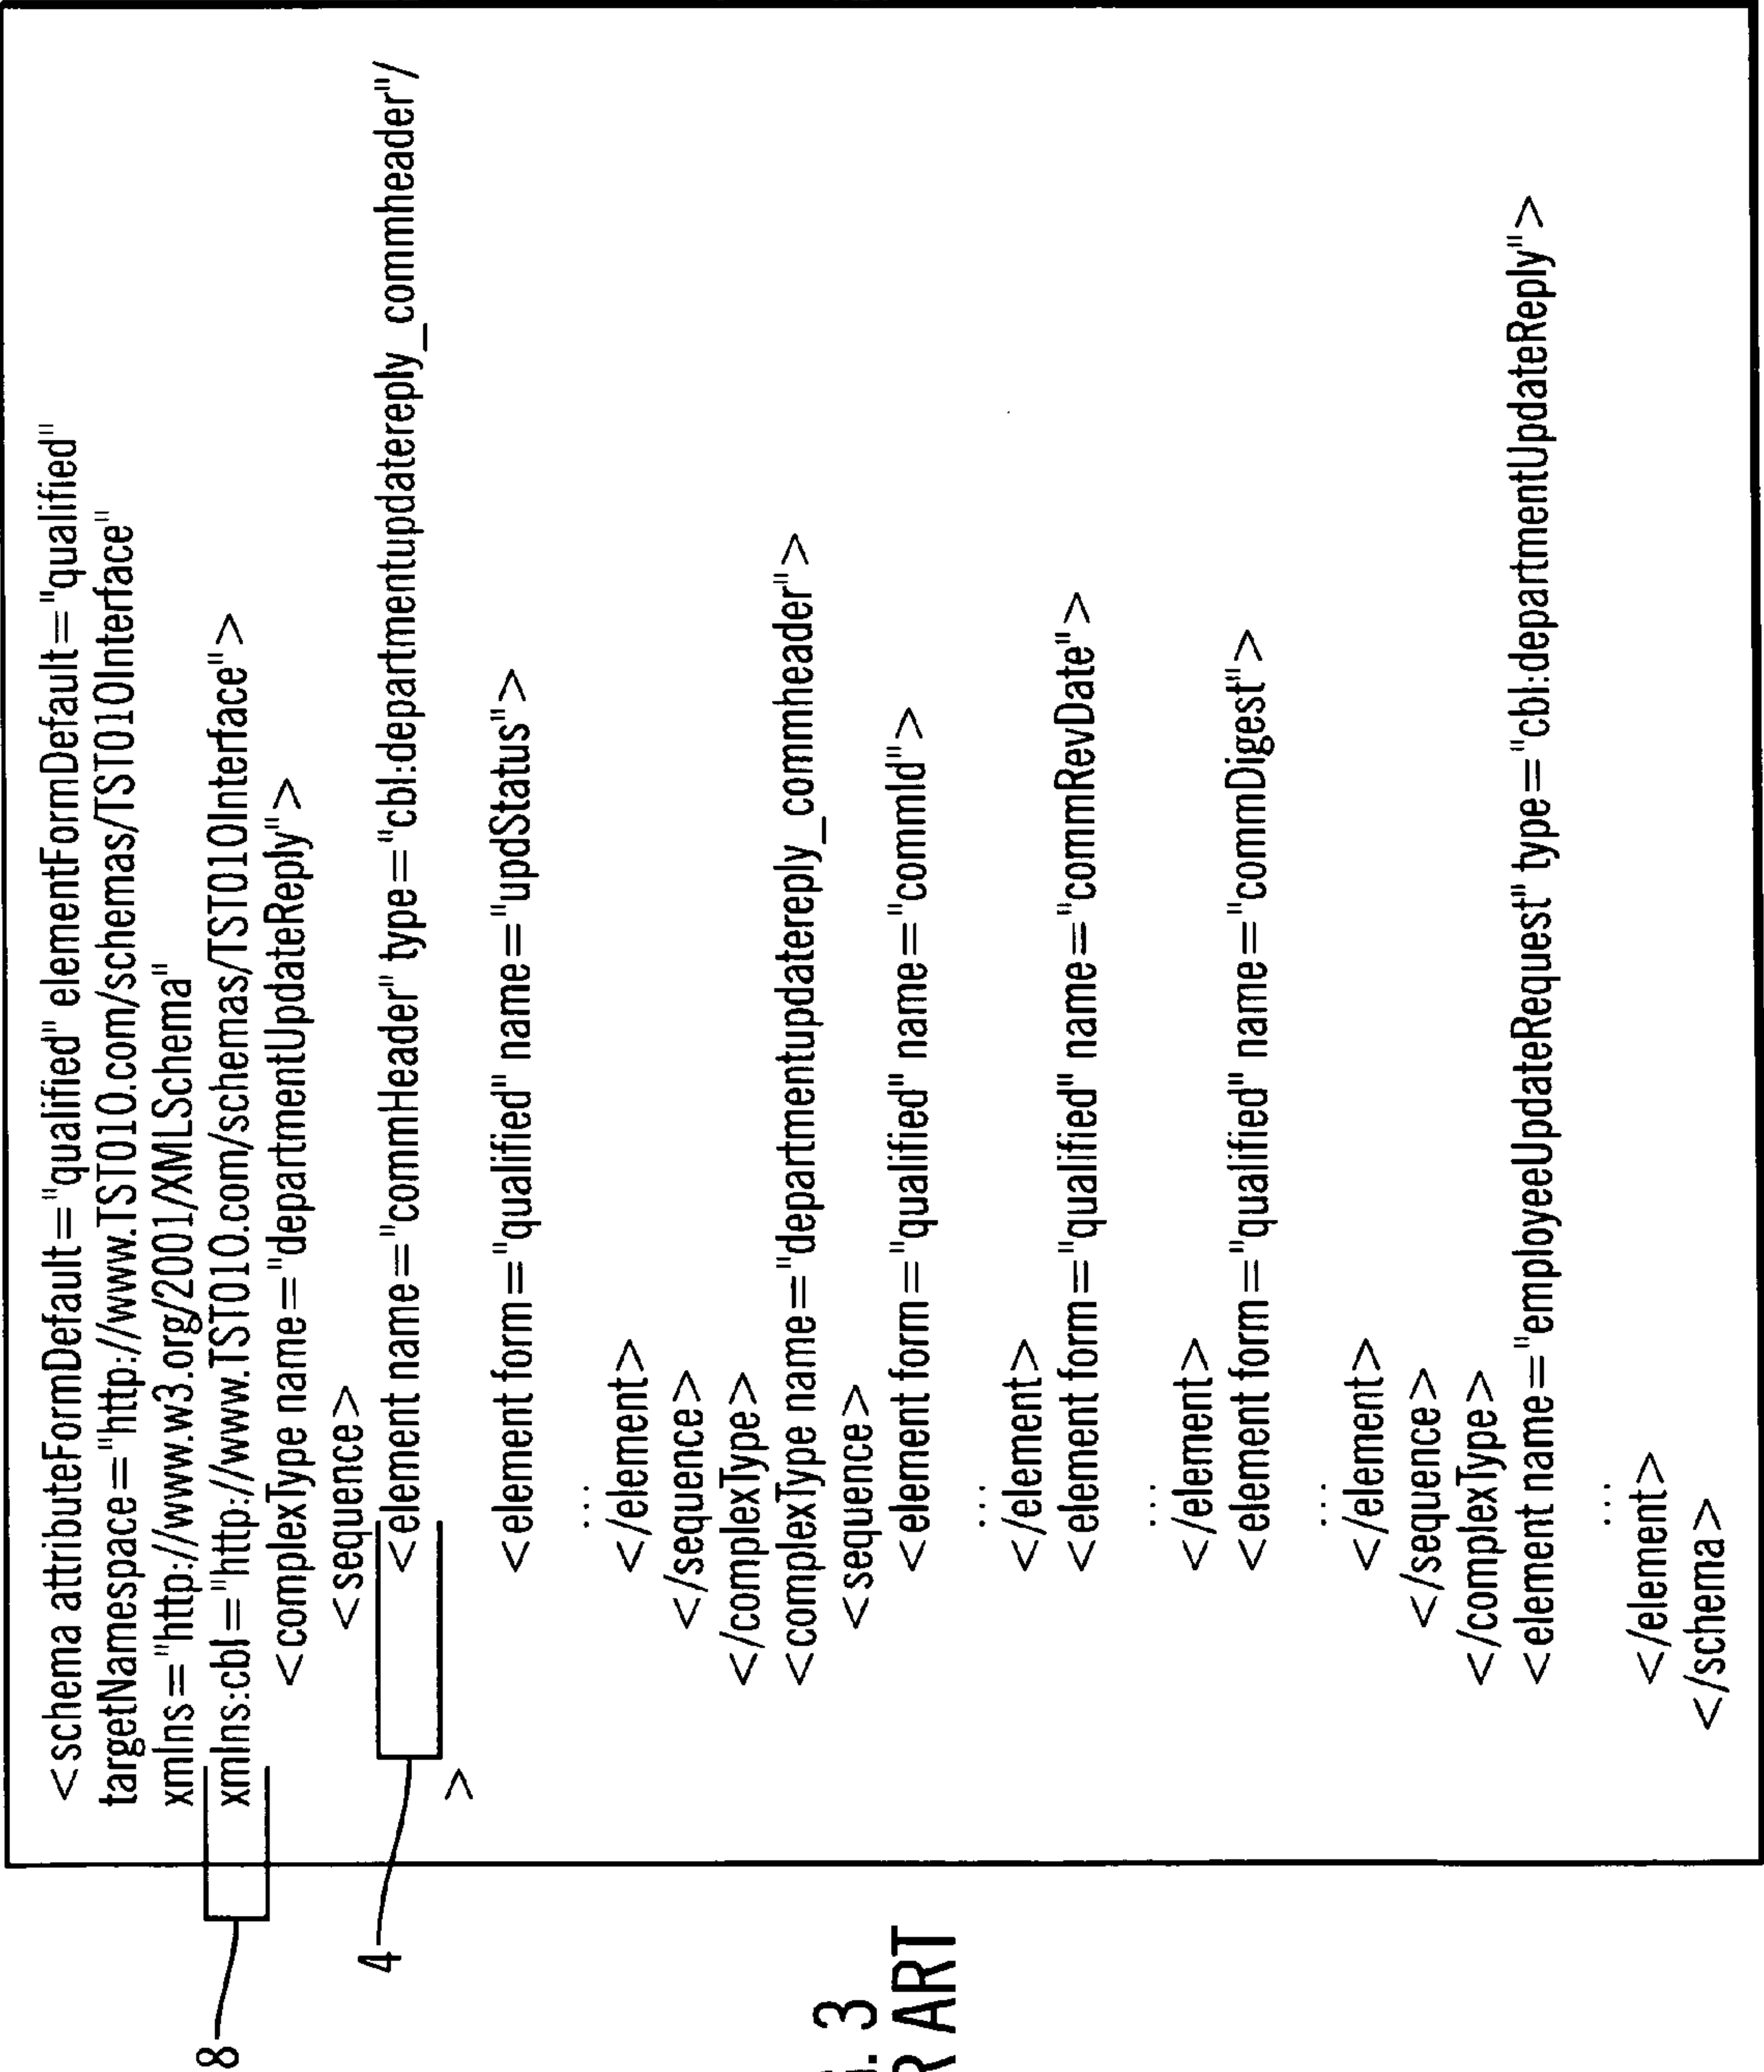 <schema attributeFormDefault="qualified" elementFormDefault="qualified"
targetNamespace="http://www.TST010.com/schemas/TST01OInterface"
xmlns="http://www.w3.org/2001/XMLSchema"
8
xmlns:cbl="http://www.TST010.com/schemas/TST01OInterface">
<complexType name="departmentUpdateReply">
<sequence>
4
<element name="commHeader" type="cbl:departmentupdatereply_commheader"/
>
<element form="qualified" name="updStatus">
...
</element>
</sequence>
</complexType>
<complexType name="departmentupdatereply_commheader">
<sequence>
<element form="qualified" name="commId">
...
</element>
<element form="qualified" name="commRevDate">
...
</element>
<element form="qualified" name="commDigest">
...
</element>
</sequence>
</complexType>
<element name="employeeUpdateRequest" type="cbl:departmentUpdateReply">
...
</element>
</schema>
3
ART